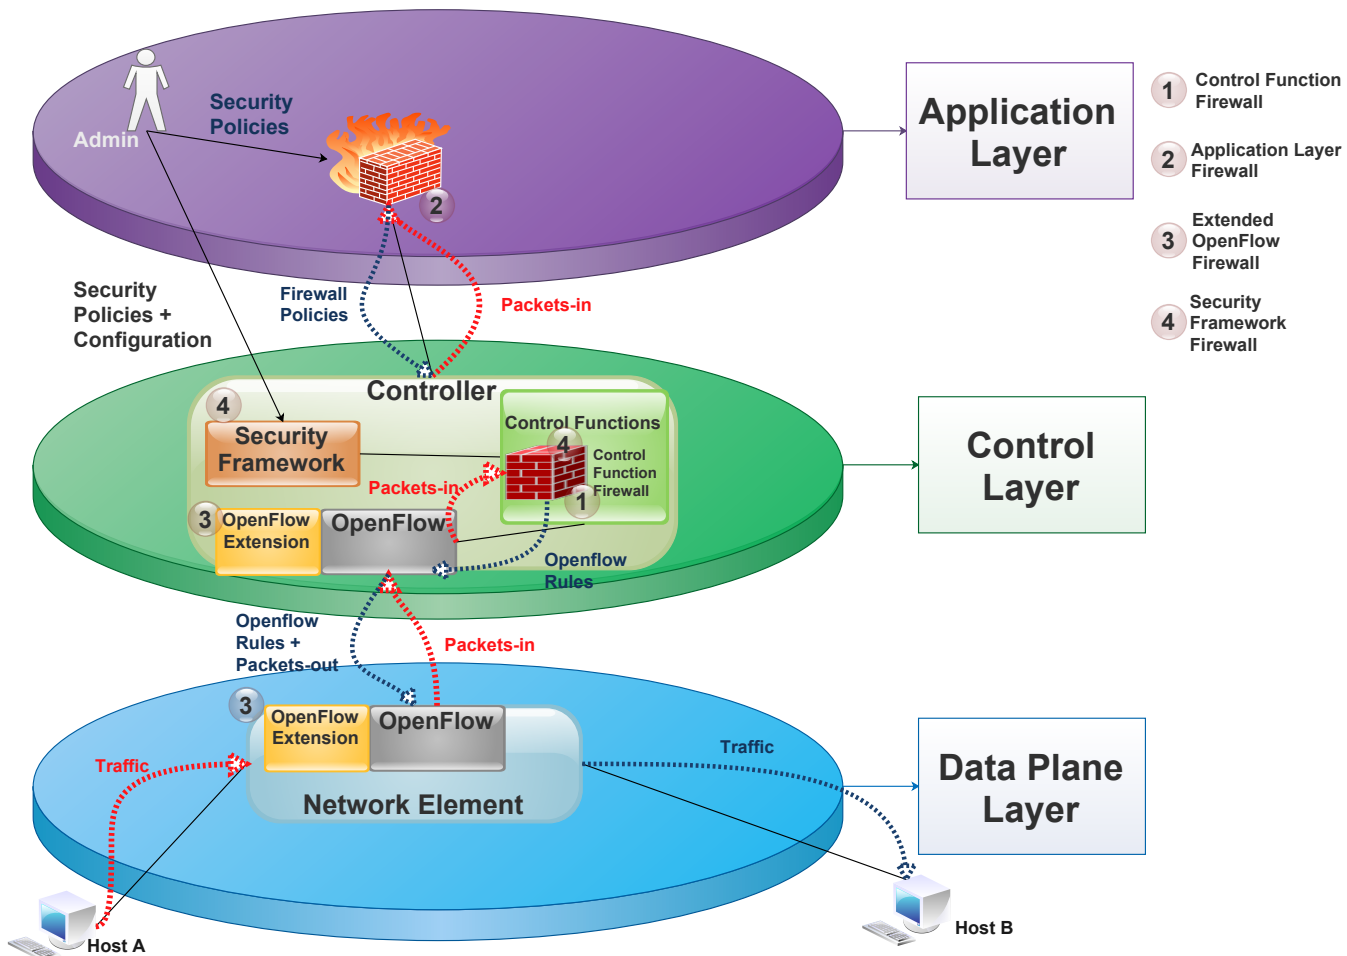 Admin
Security
Policies
2
Application
Layer
1
Control Function
Firewall
2
Application Layer
Firewall
3
Extended
OpenFlow
Firewall
4
Security
Framework
Firewall
Security
Policies +
Configuration
Firewall
Policies
Packets-in
Controller
4
Security
Framework
Control Functions
4
Control
Function
Firewall
1
Packets-in
3
OpenFlow
Extension
OpenFlow
Openflow
Rules
Control
Layer
Openflow
Rules +
Packets-out
Packets-in
3
OpenFlow
Extension
OpenFlow
Network Element
Traffic
Traffic
Data Plane
Layer
Host A
Host B